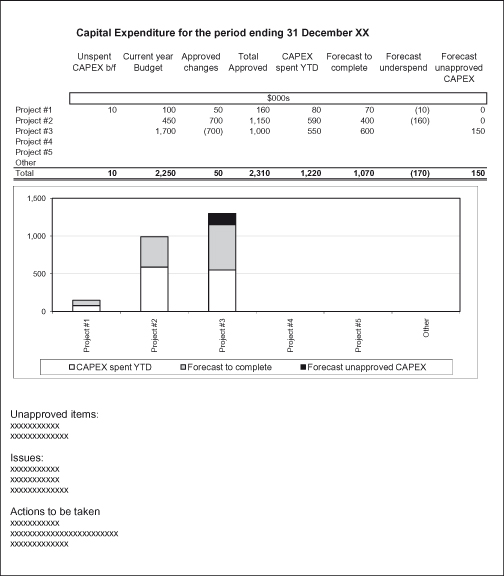 Capital Expenditure for the period ending 31 December XX
Unspent Current year Approved Total CAPEX Forecast to Forecast Forecast
CAPEX b/f Budget changes Approved spent YTD complete underspend unapproved
CAPEX
$000s
Project #1 10 100 50 160 80 70 (10) 0
Project #2 450 700 1,150 590 400 (160) 0
Project #3 1,700 (700) 1,000 550 600 150
Project #4
Project #5
Other
Total 10 2,250 50 2,310 1,220 1,070 (170) 150
1,500
1,000
500
0
Project #1 Project #2 Project #3 Project #4 Project #5 Other
CAPEX spent YTD Forecast to complete Forecast unapproved CAPEX
Unapproved items:
xxxxxxxxxxx
xxxxxxxxxxxxx
Issues:
xxxxxxxxxxx
xxxxxxxxxxx
xxxxxxxxxxxxx
Actions to be taken
xxxxxxxxxxx
xxxxxxxxxxxxxxxxxxxxxxxx
xxxxxxxxxxxxx